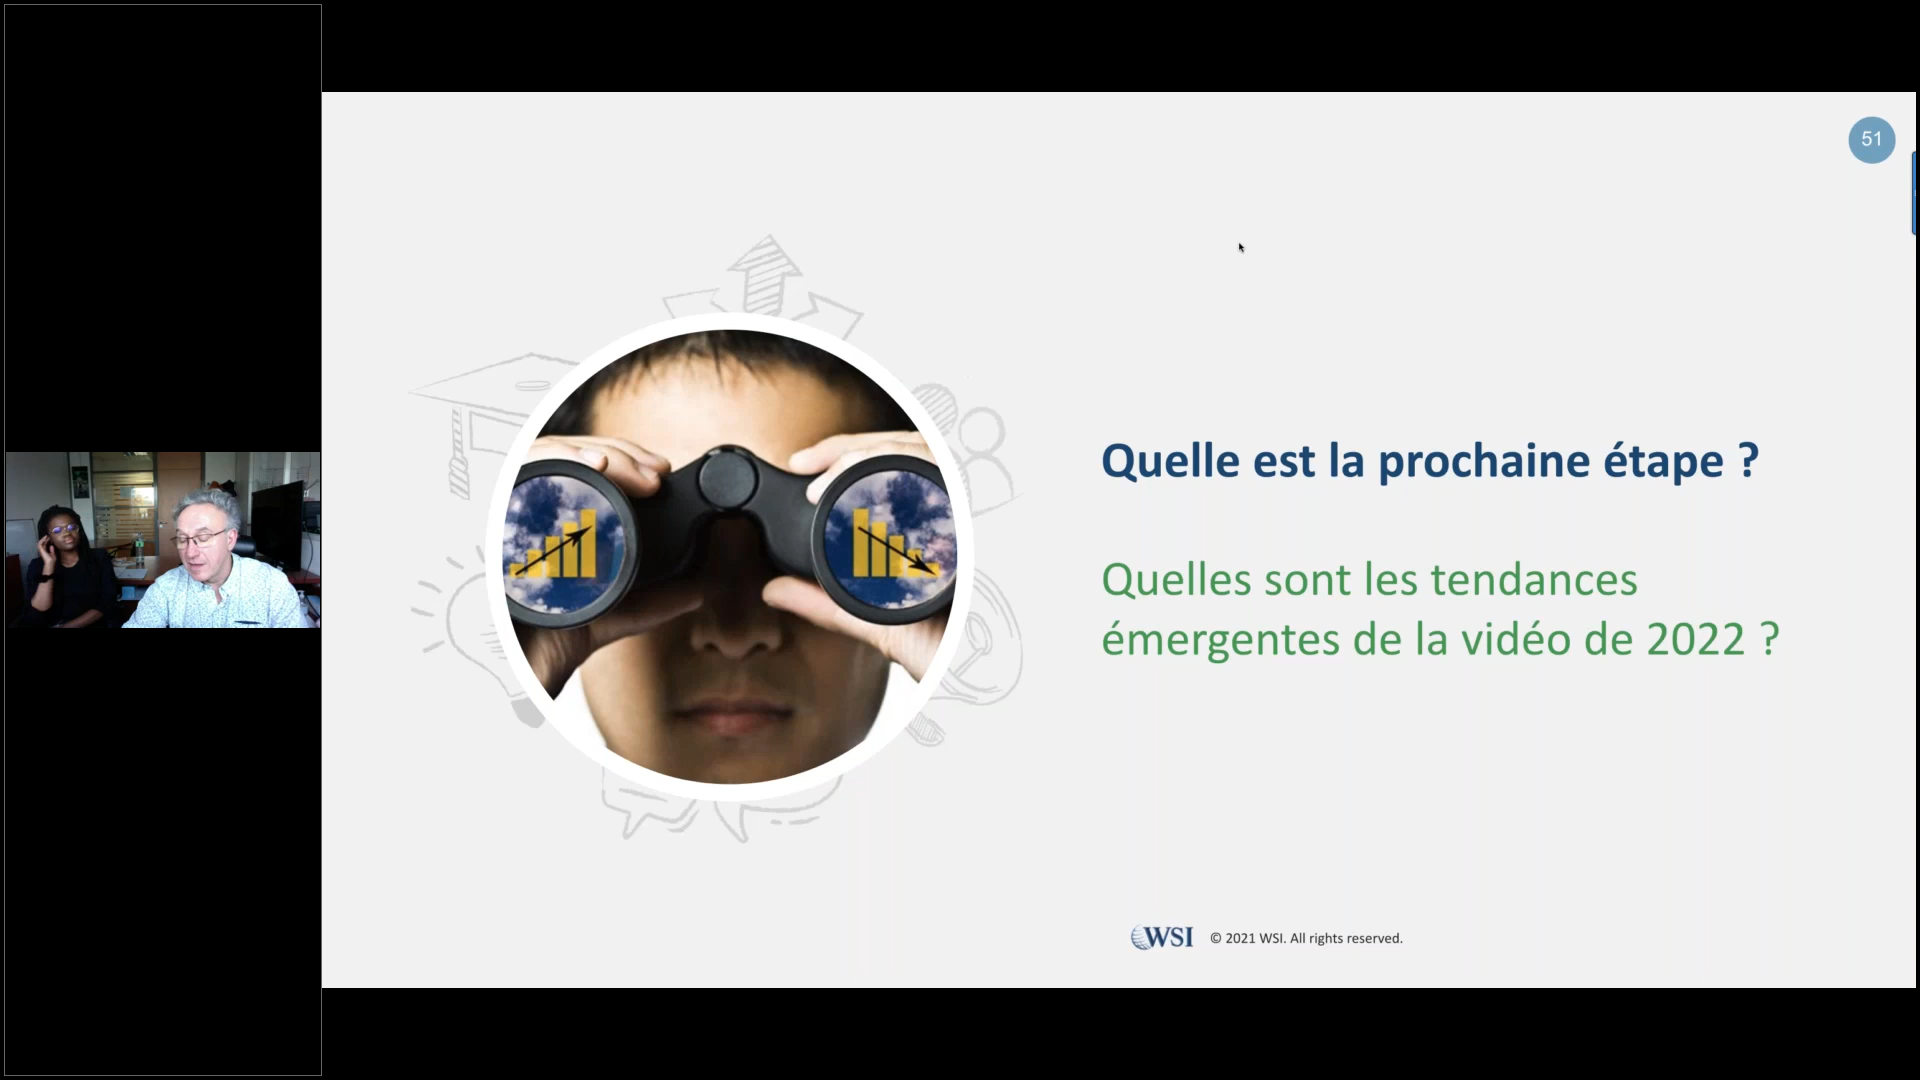 51
Quelle est la prochaine étape ?
Quelles sont les tendances
émergentes de la vidéo de 2022 ?
WSI © 2021 WSI. All rights reserved.